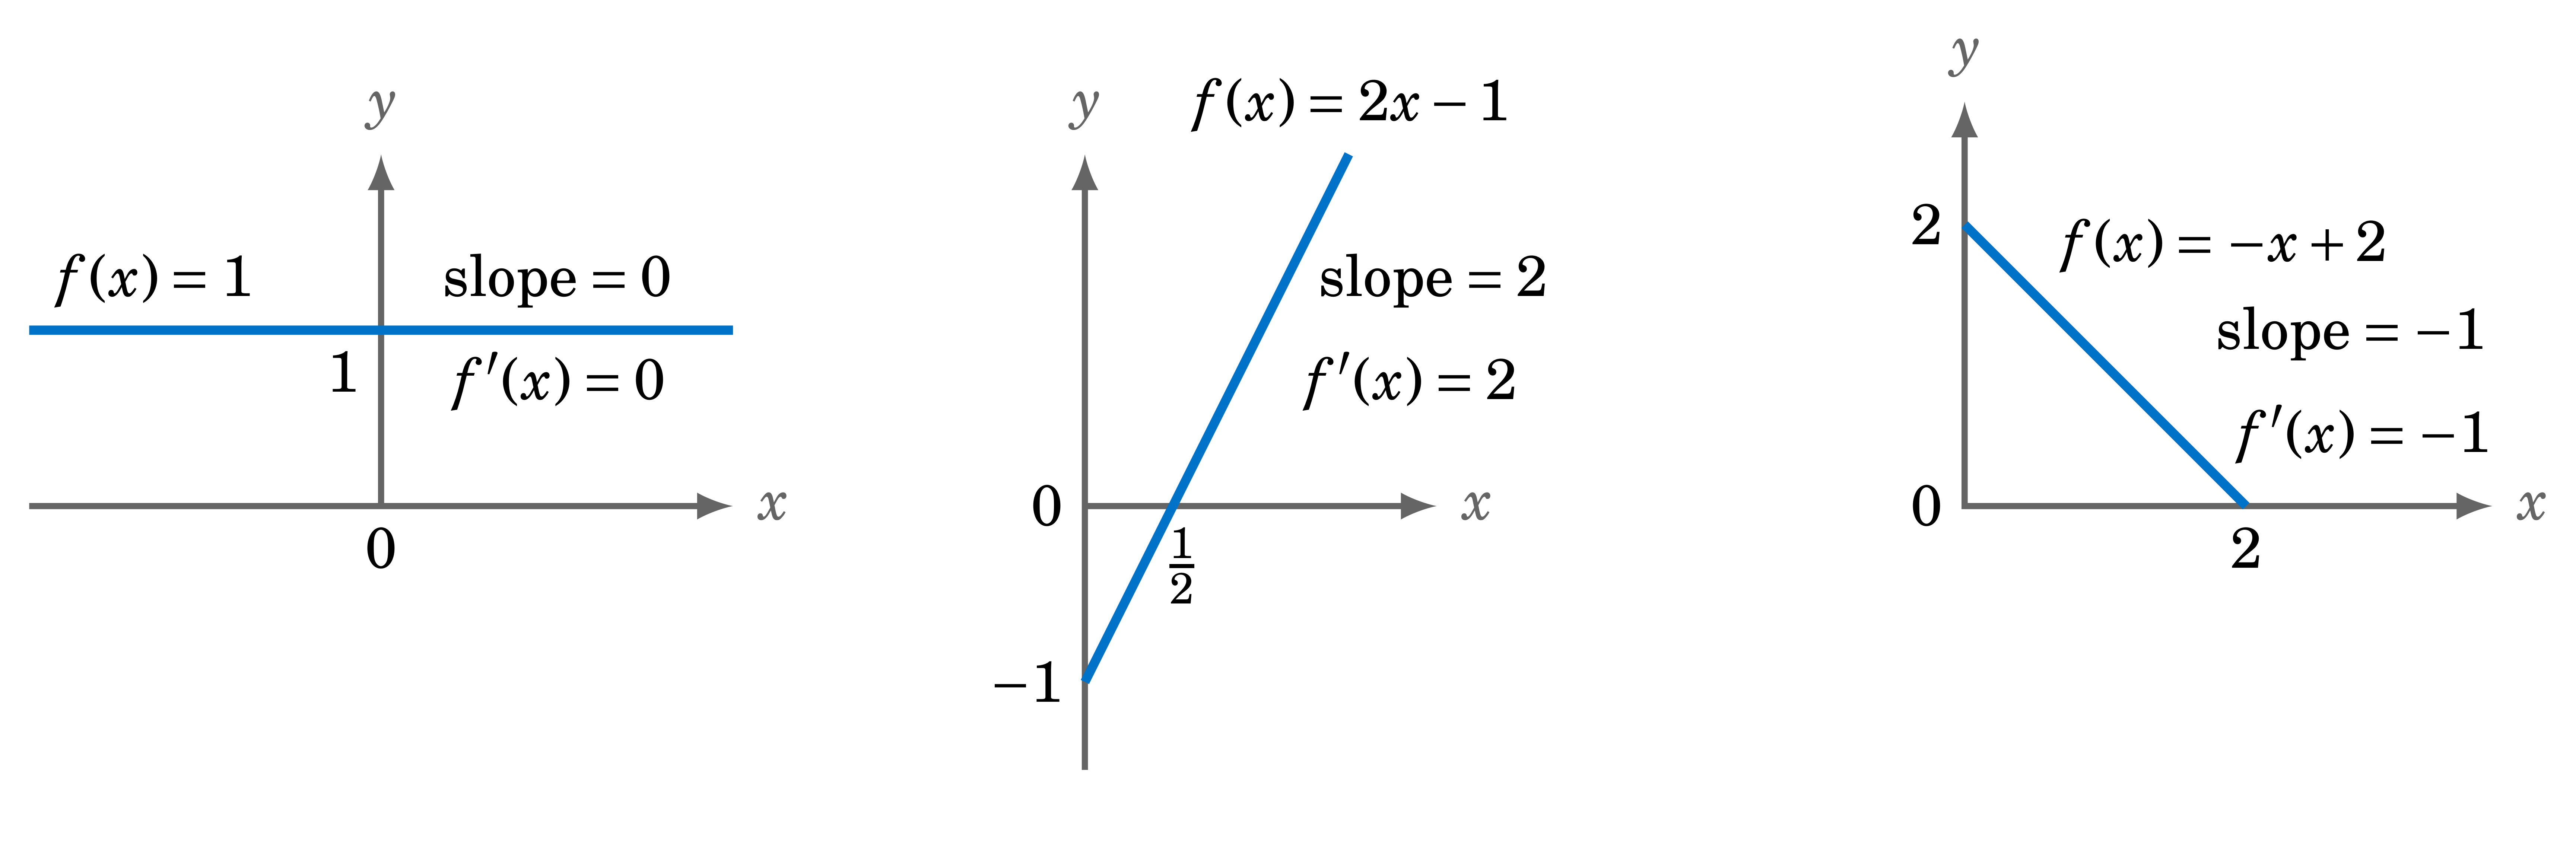 y
f(x) = 1
slope = 0
1
f′(x) = 0
x
0
y
f(x) = 2x − 1
slope = 2
f′(x) = 2
0
x
1/2
−1
y
2
f(x) = −x + 2
slope = −1
f′(x) = −1
0
x
2